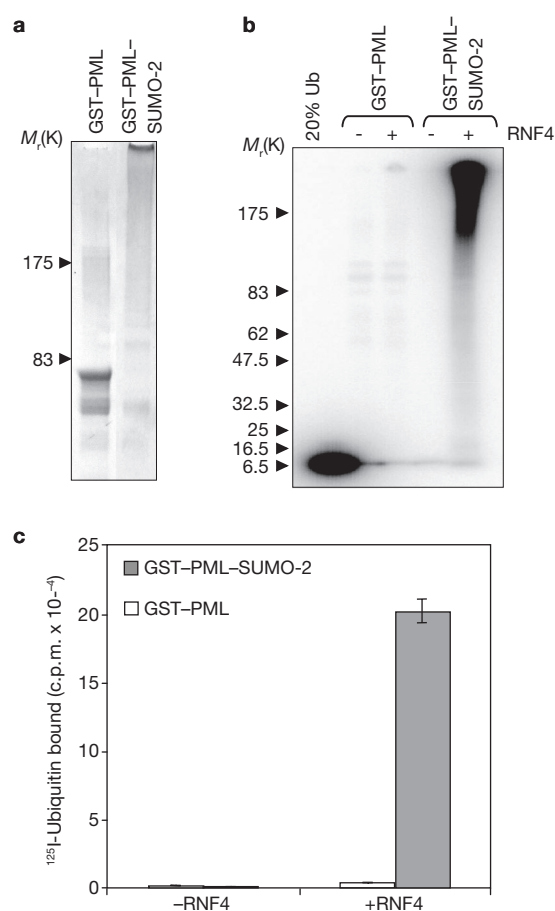 a
GST–PML
GST–PML–
SUMO-2
Mr(K)
175
83
b
20% Ub
GST–PML
GST–PML–
SUMO-2
- + - + RNF4
Mr(K)
175
83
62
47.5
32.5
25
16.5
6.5
c
25
20
15
10
5
0
GST–PML–SUMO-2
GST–PML
¹²⁵I-Ubiquitin bound (c.p.m. x 10-⁴)
–RNF4
+RNF4